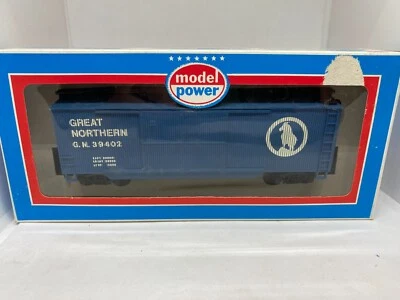 model
power
GREAT
NORTHERN
G.N. 39402